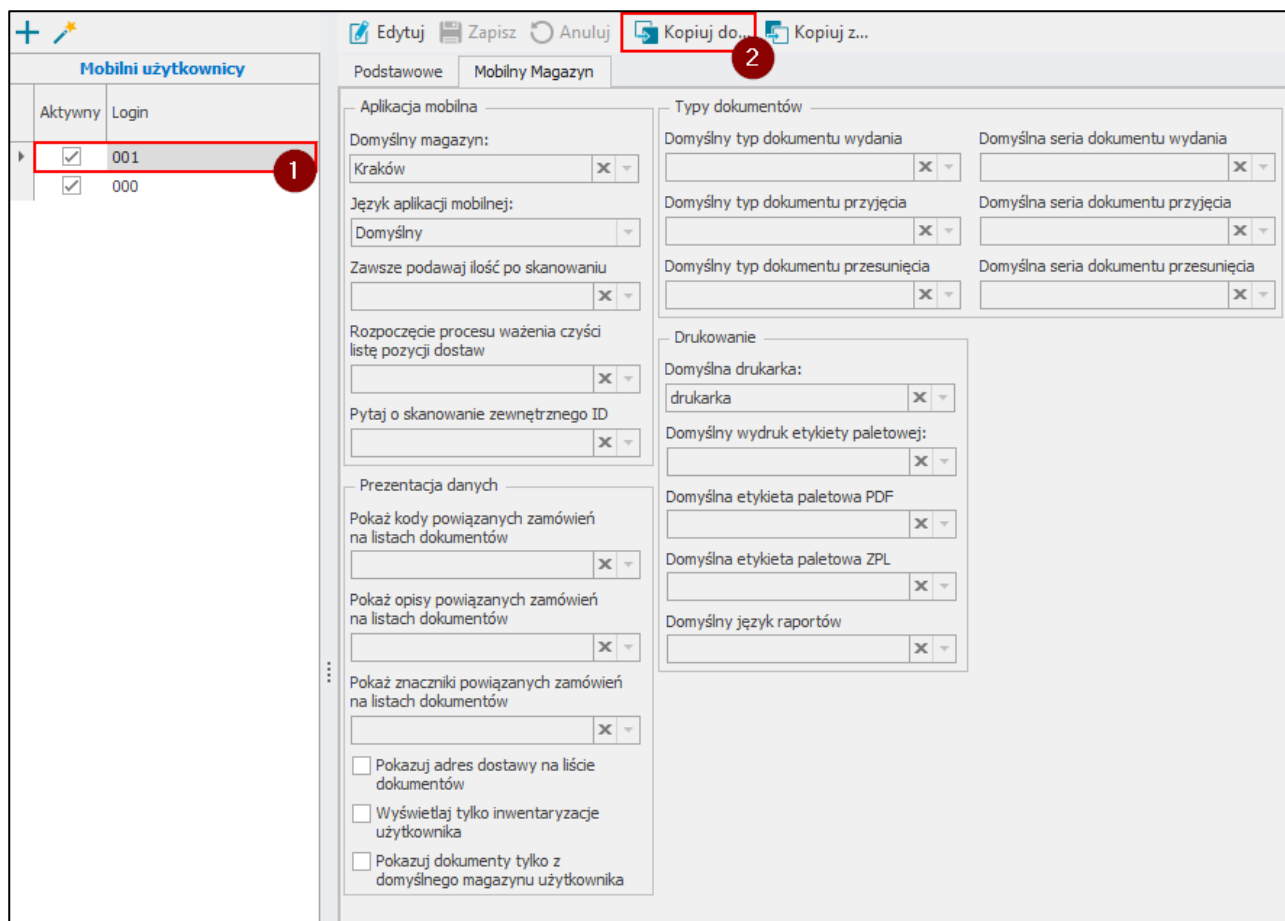 Edytuj Zapisz Anuluj Kopiuj do... Kopiuj z...
2
Mobilni użytkownicy
Aktywny Login
001
1
000
Podstawowe Mobilny Magazyn
Aplikacja mobilna
Domyślny magazyn:
Kraków
Język aplikacji mobilnej:
Domyślny
Zawsze podawaj ilość po skanowaniu
Rozpoczęcie procesu ważenia czyści
listę pozycji dostaw
Pytaj o skanowanie zewnętrznego ID
Prezentacja danych
Pokaż kody powiązanych zamówień
na listach dokumentów
Pokaż opisy powiązanych zamówień
na listach dokumentów
Pokaż znaczniki powiązanych zamówień
na listach dokumentów
Pokazuj adres dostawy na liście
dokumentów
Wyświetlaj tylko inwentaryzacje
użytkownika
Pokazuj dokumenty tylko z
domyślnego magazynu użytkownika
Typy dokumentów
Domyślny typ dokumentu wydania Domyślna seria dokumentu wydania
Domyślny typ dokumentu przyjęcia Domyślna seria dokumentu przyjęcia
Domyślny typ dokumentu przesunięcia Domyślna seria dokumentu przesunięcia
Drukowanie
Domyślna drukarka:
drukarka
Domyślny wydruk etykiety paletowej:
Domyślna etykieta paletowa PDF
Domyślna etykieta paletowa ZPL
Domyślny język raportów